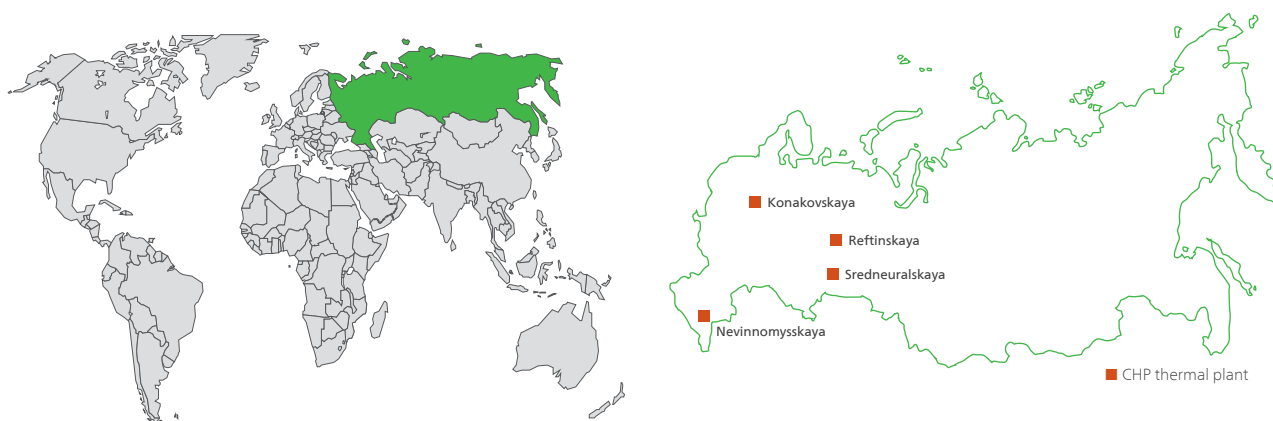 Konakovskaya
Reftinskaya
Sredneuralskaya
Nevinnomysskaya
CHP thermal plant